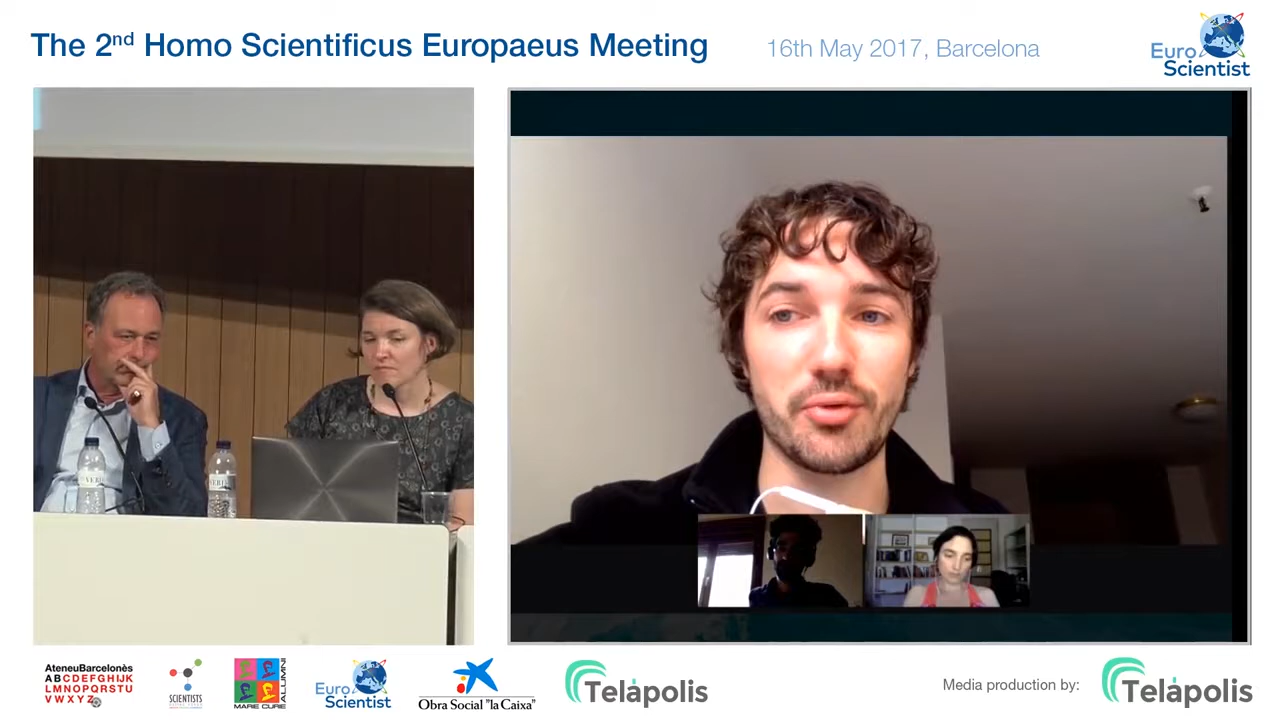 The 2nd Homo Scientificus Europaeus Meeting
16th May 2017, Barcelona
Euro
Scientist
AteneuBarcelonès
ABCDEFGHIJK
LMNOPQRSTU
VWXYZ
SCIENTISTS
MARIE CURIE ALUMNI
Euro
Scientist
Obra Social "la Caixa"
Telàpolis
Media production by:
Telàpolis